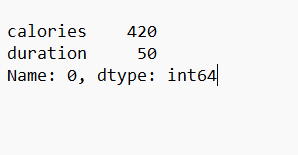 calories    420
duration     50
Name: 0, dtype: int64